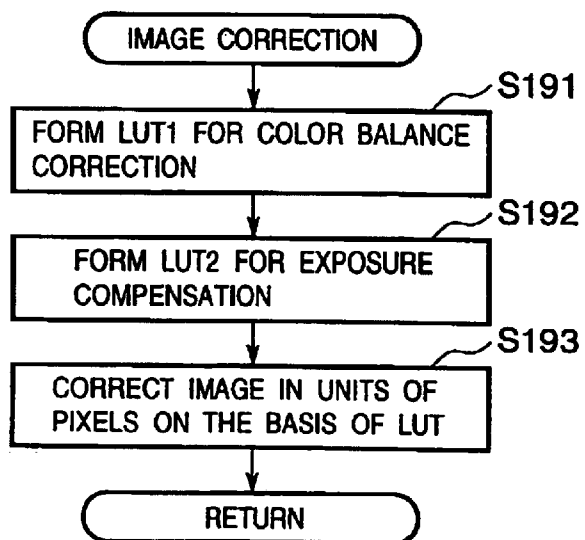 IMAGE CORRECTION
S191
FORM LUT1 FOR COLOR BALANCE
CORRECTION
S192
FORM LUT2 FOR EXPOSURE
COMPENSATION
S193
CORRECT IMAGE IN UNITS OF
PIXELS ON THE BASIS OF LUT
RETURN